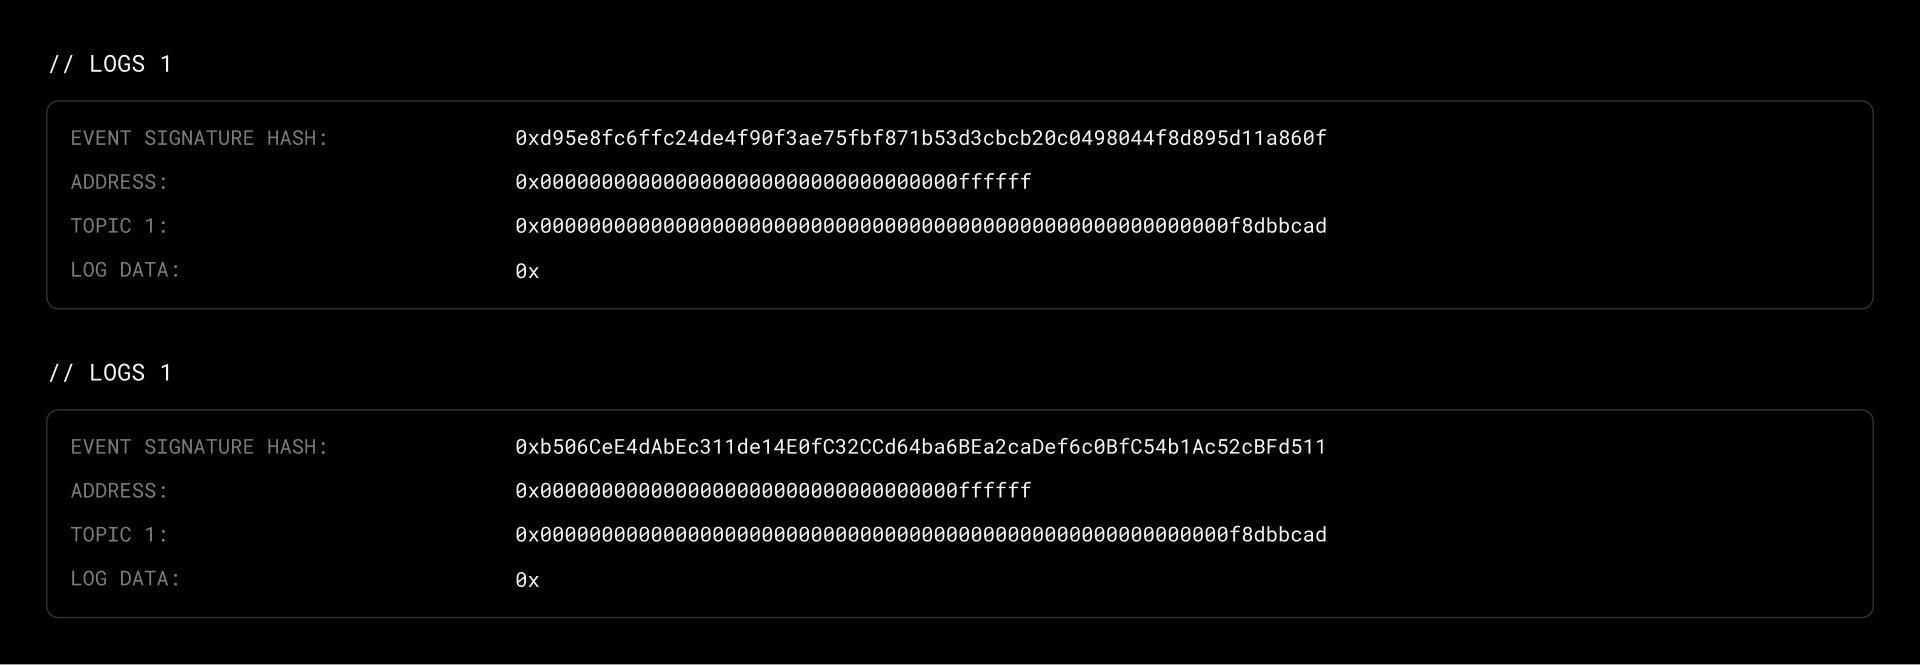 // LOGS 1
EVENT SIGNATURE HASH: 0xd95e8fc6ffc24de4f90f3ae75fbf871b53d3cbcb20c0498044f8d895d11a860f
ADDRESS: 0x0000000000000000000000000000000000ffffff
TOPIC 1: 0x00000000000000000000000000000000000000000000000000000000f8dbbcad
LOG DATA: 0x
// LOGS 1
EVENT SIGNATURE HASH: 0xb506CeE4dAbEc311de14E0fC32CCd64ba6BEa2caDef6c0BfC54b1Ac52cBFd511
ADDRESS: 0x0000000000000000000000000000000000ffffff
TOPIC 1: 0x00000000000000000000000000000000000000000000000000000000f8dbbcad
LOG DATA: 0x